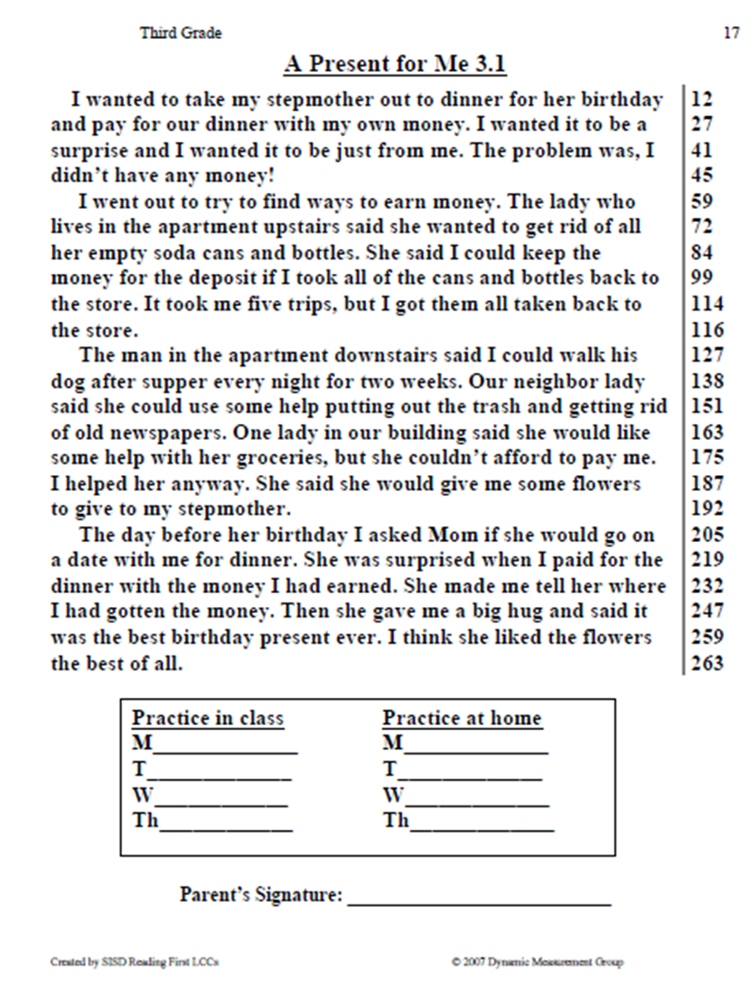 Third Grade 17
A Present for Me 3.1
I wanted to take my stepmother out to dinner for her birthday 12
and pay for our dinner with my own money. I wanted it to be a 27
surprise and I wanted it to be just from me. The problem was, I 41
didn't have any money! 45
I went out to try to find ways to earn money. The lady who 59
lives in the apartment upstairs said she wanted to get rid of all 72
her empty soda cans and bottles. She said I could keep the 84
money for the deposit if I took all of the cans and bottles back to 99
the store. It took me five trips, but I got them all taken back to 114
the store. 116
The man in the apartment downstairs said I could walk his 127
dog after supper every night for two weeks. Our neighbor lady 138
said she could use some help putting out the trash and getting rid 151
of old newspapers. One lady in our building said she would like 163
some help with her groceries, but she couldn't afford to pay me. 175
I helped her anyway. She said she would give me some flowers 187
to give to my stepmother. 192
The day before her birthday I asked Mom if she would go on 205
a date with me for dinner. She was surprised when I paid for the 219
dinner with the money I had earned. She made me tell her where 232
I had gotten the money. Then she gave me a big hug and said it 247
was the best birthday present ever. I think she liked the flowers 259
the best of all. 263
Practice in class Practice at home
M_____________ M_____________
T_____________ T_____________
W____________ W_____________
Th____________ Th_____________
Parent's Signature: ________________________
Created by SISD Reading First LCCs © 2007 Dynamic Measurement Group